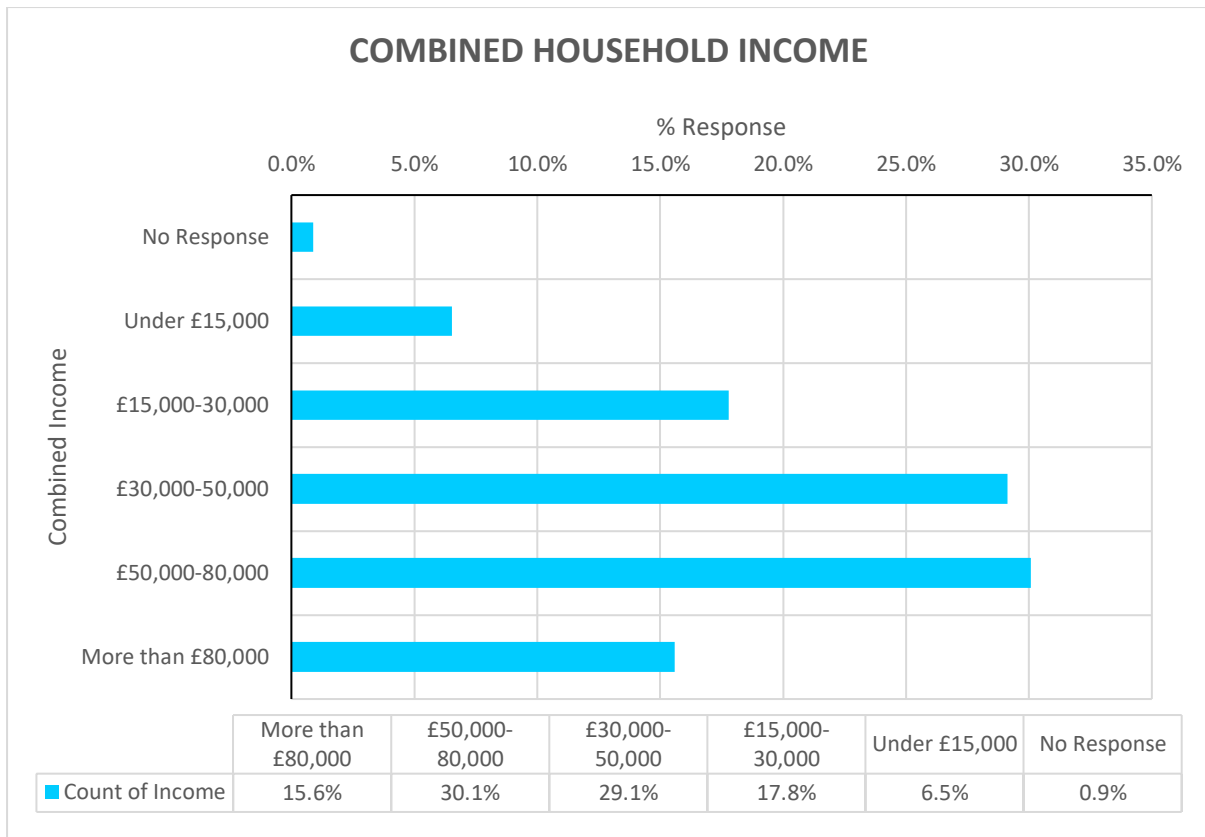 COMBINED HOUSEHOLD INCOME
% Response
0.0% 5.0% 10.0% 15.0% 20.0% 25.0% 30.0% 35.0%
Combined Income
No Response
Under £15,000
£15,000-30,000
£30,000-50,000
£50,000-80,000
More than £80,000
More than £80,000 £50,000-80,000 £30,000-50,000 £15,000-30,000 Under £15,000 No Response
Count of Income 15.6% 30.1% 29.1% 17.8% 6.5% 0.9%